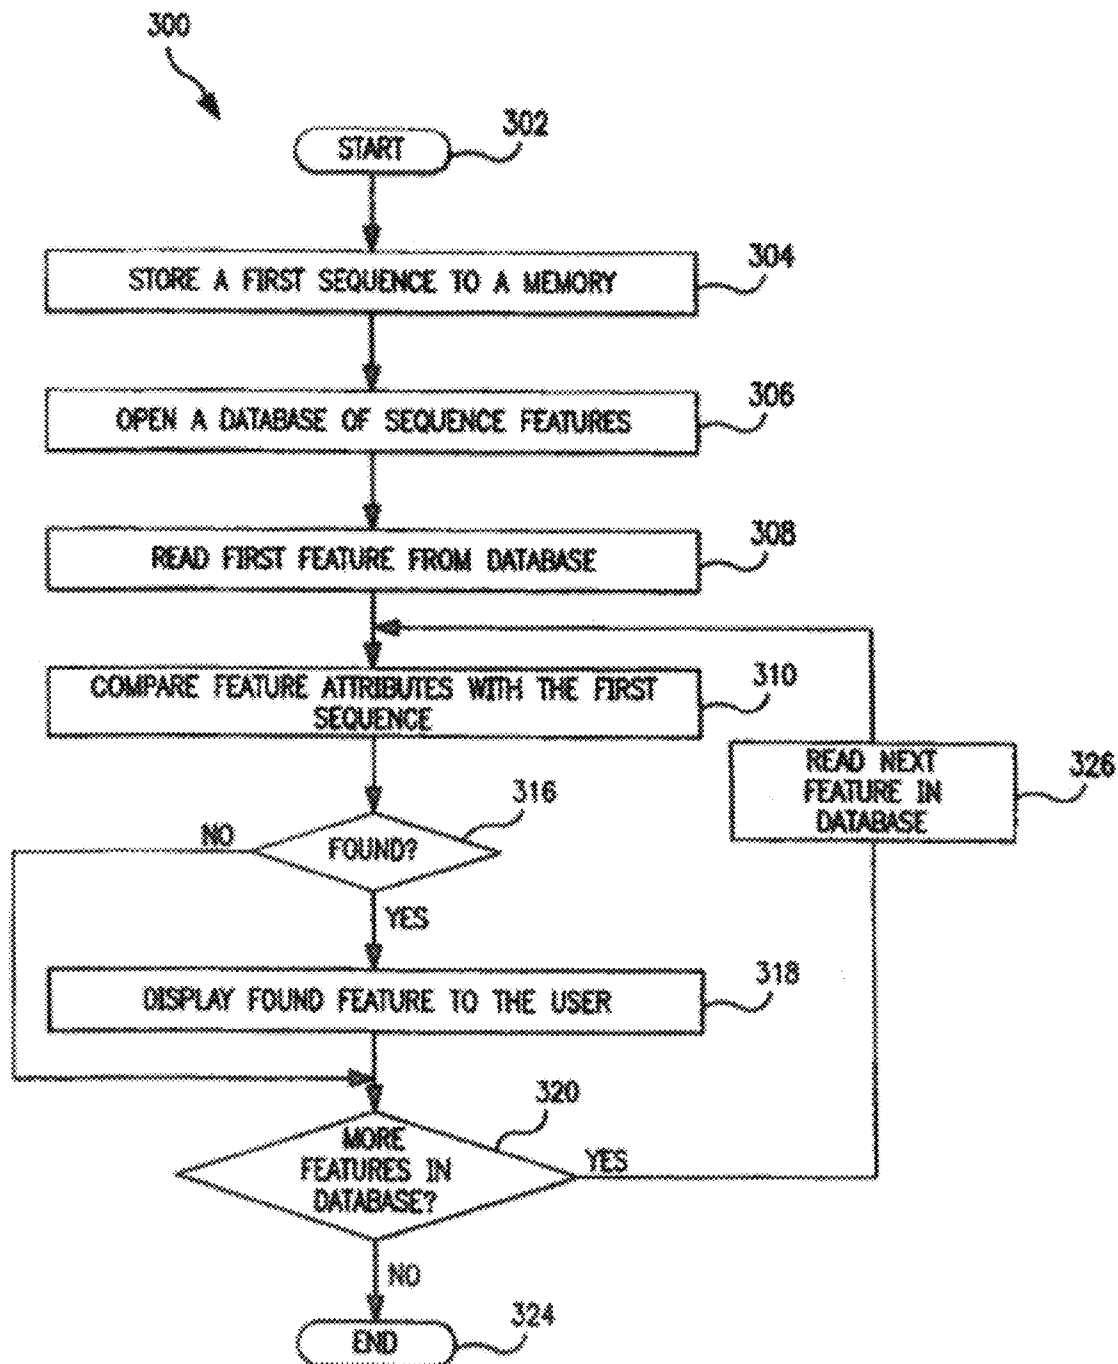 300
START
302
STORE A FIRST SEQUENCE TO A MEMORY
304
OPEN A DATABASE OF SEQUENCE FEATURES
306
READ FIRST FEATURE FROM DATABASE
308
COMPARE FEATURE ATTRIBUTES WITH THE FIRST
SEQUENCE
310
READ NEXT
FEATURE IN
DATABASE
326
316
NO
FOUND?
YES
DISPLAY FOUND FEATURE TO THE USER
318
320
MORE
FEATURES IN
DATABASE?
YES
NO
END
324